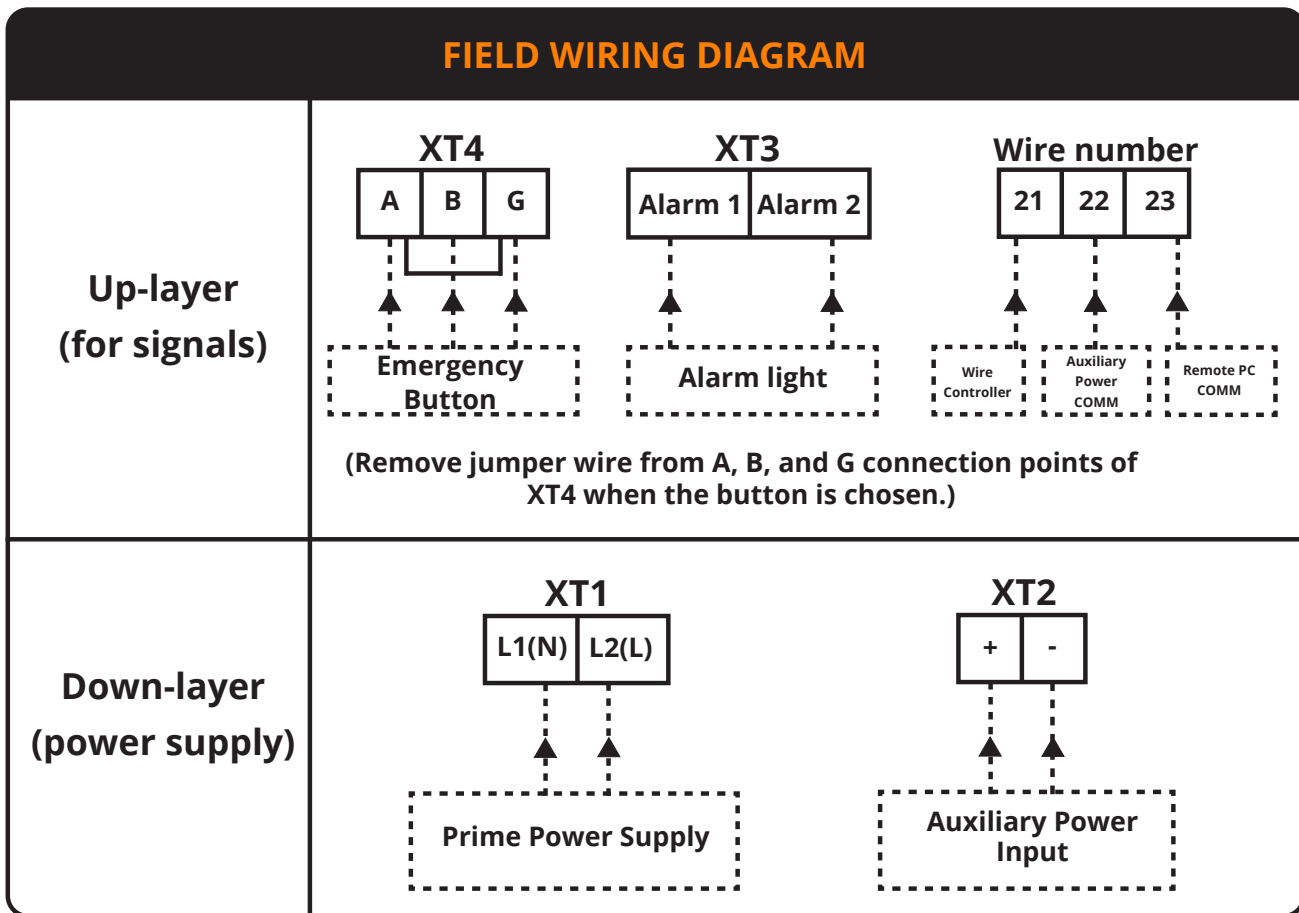 FIELD WIRING DIAGRAM
Up-layer
(for signals)
XT4
A B G
Emergency
Button
XT3
Alarm 1 Alarm 2
Alarm light
Wire number
21 22 23
Wire
Controller
Auxiliary
Power
COMM
Remote PC
COMM
(Remove jumper wire from A, B, and G connection points of
XT4 when the button is chosen.)
Down-layer
(power supply)
XT1
L1(N) L2(L)
Prime Power Supply
XT2
+ -
Auxiliary Power
Input